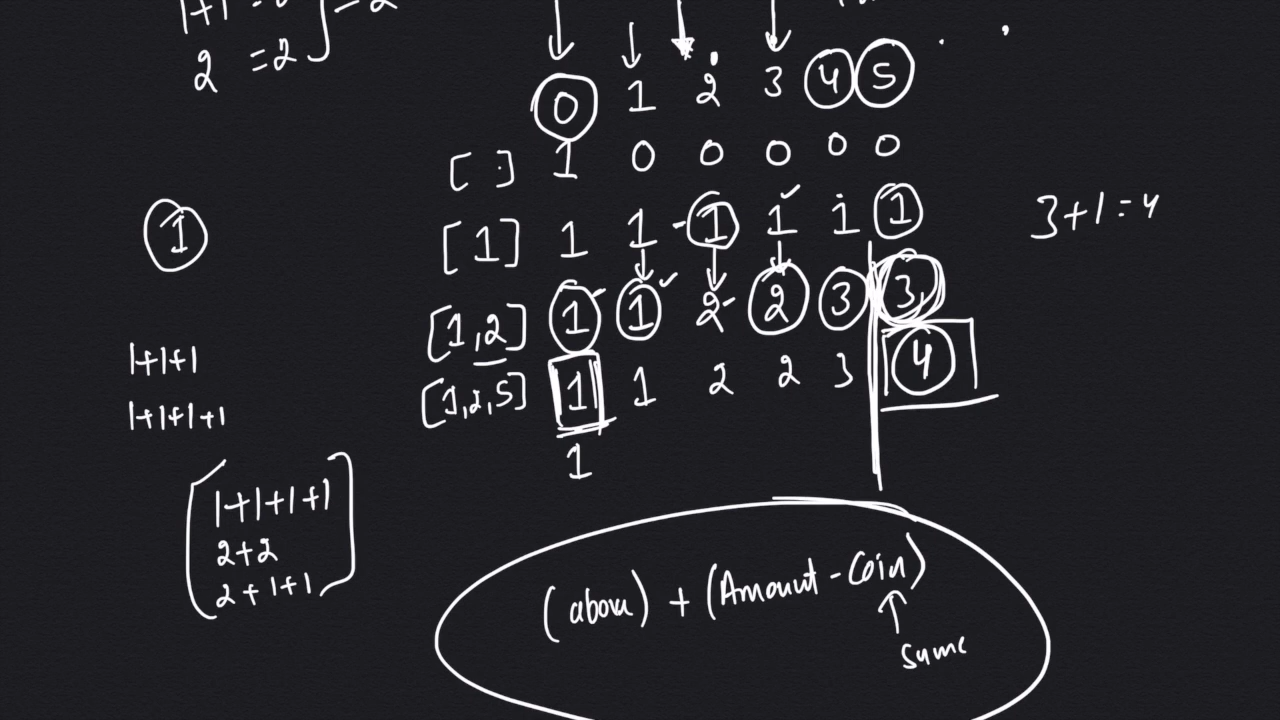 2 = 2
0 1 2 3 4 5
[ ] 1 0 0 0 0 0
[1] 1 1 1 1 1 1
[1,2] 1 1 2 2 3 3
[1,2,5] 1 1 2 2 3 4
1
3+1=4
1
1+1+1
1+1+1+1
1+1+1+1
2+2
2+1+1
(above) + (Amount - Coin)
same